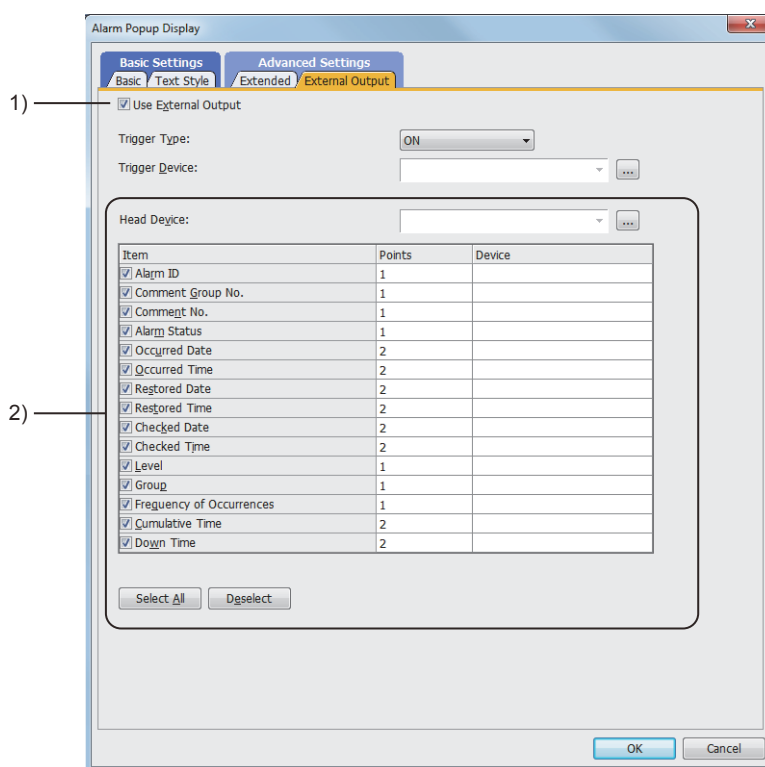 Alarm Popup Display
x
Basic Settings Advanced Settings
Basic Text Style Extended External Output
1)
Use External Output
Trigger Type: ON
Trigger Device: ...
2)
Head Device: ...
Item Points Device
Alarm ID 1
Comment Group No. 1
Comment No. 1
Alarm Status 1
Occurred Date 2
Occurred Time 2
Restored Date 2
Restored Time 2
Checked Date 2
Checked Time 2
Level 1
Group 1
Frequency of Occurrences 1
Cumulative Time 2
Down Time 2
Select All Deselect
OK Cancel